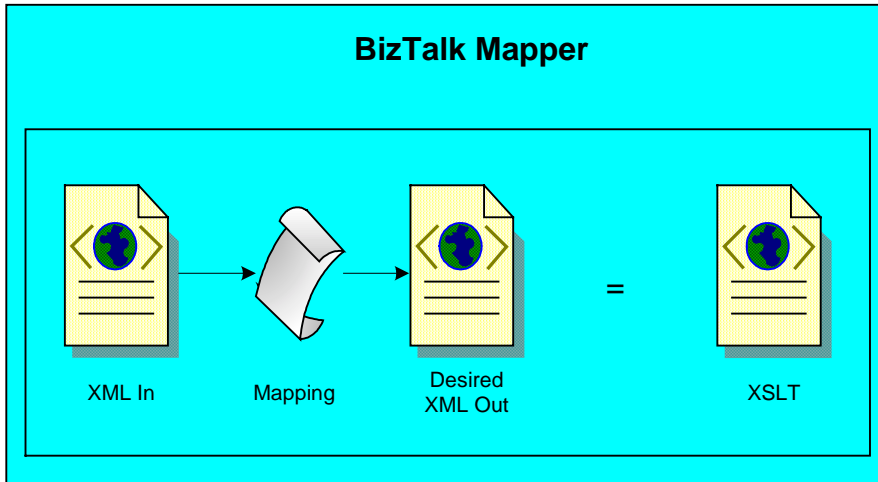 BizTalk Mapper
=
XML In
Mapping
Desired
XML Out
XSLT